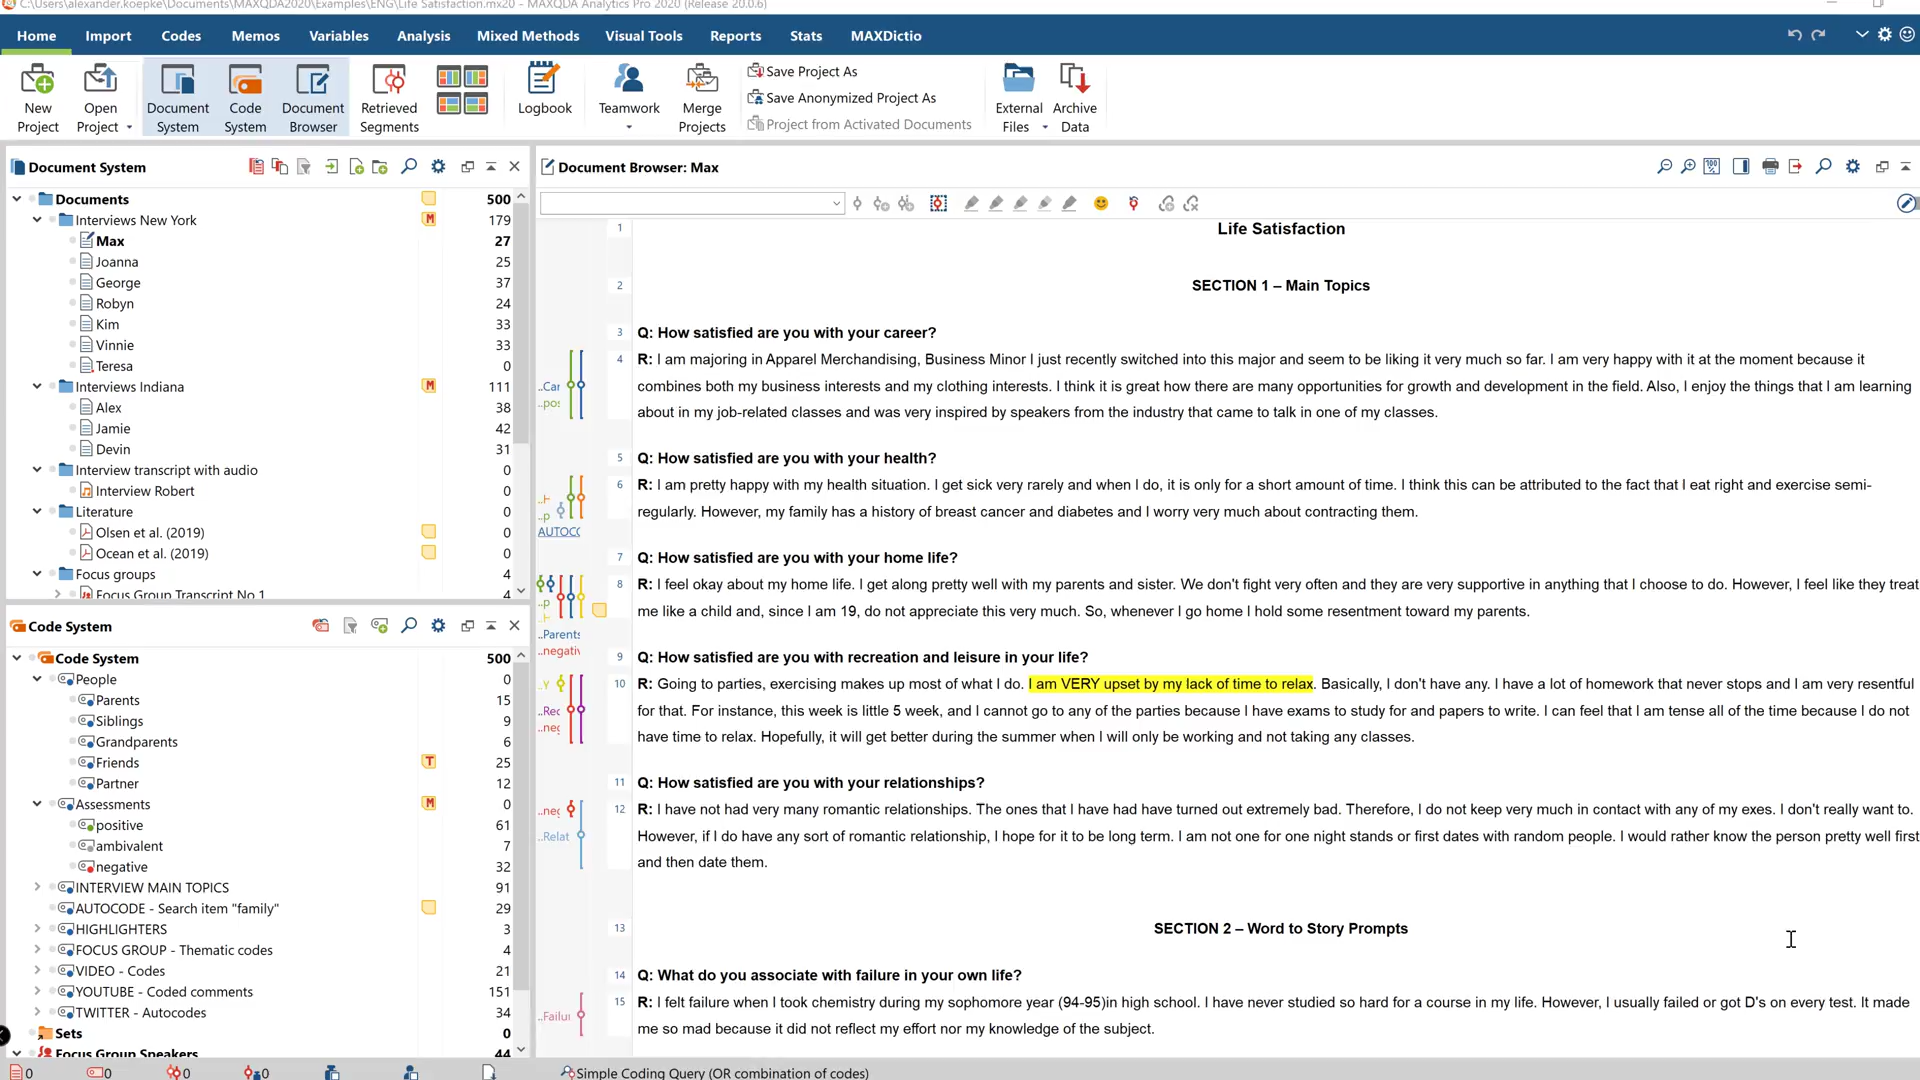 C:\Users\alexander.koepke\Documents\MAXQDA2020\Examples\ENG\Life Satisfaction.mx20 - MAXQDA Analytics Pro 2020 (Release 20.0.6)
Home Import Codes Memos Variables Analysis Mixed Methods Visual Tools Reports Stats MAXDictio
New Project
Open Project
Document System
Code System
Document Browser
Retrieved Segments
Logbook
Teamwork
Merge Projects
Save Project As
Save Anonymized Project As
Project from Activated Documents
External Files
Archive Data
Document System
Documents 500
Interviews New York M 179
Max 27
Joanna 25
George 37
Robyn 24
Kim 33
Vinnie 33
Teresa 0
Interviews Indiana M 111
Alex 38
Jamie 42
Devin 31
Interview transcript with audio 0
Interview Robert 0
Literature 0
Olsen et al. (2019) 0
Ocean et al. (2019) 0
Focus groups 4
Focus Group Transcript No 1 4
Code System
Code System 500
People 0
Parents 15
Siblings 9
Grandparents 6
Friends T 25
Partner 12
Assessments M 0
positive 61
ambivalent 7
negative 32
INTERVIEW MAIN TOPICS 91
AUTOCODE - Search item "family" 29
HIGHLIGHTERS 3
FOCUS GROUP - Thematic codes 4
VIDEO - Codes 21
YOUTUBE - Coded comments 151
TWITTER - Autocodes 34
Sets 0
Focus Group Speakers 44
Document Browser: Max
1 Life Satisfaction
2 SECTION 1 – Main Topics
3 Q: How satisfied are you with your career?
4 R: I am majoring in Apparel Merchandising, Business Minor I just recently switched into this major and seem to be liking it very much so far. I am very happy with it at the moment because it
..Car combines both my business interests and my clothing interests. I think it is great how there are many opportunities for growth and development in the field. Also, I enjoy the things that I am learning
..pos about in my job-related classes and was very inspired by speakers from the industry that came to talk in one of my classes.
5 Q: How satisfied are you with your health?
6 R: I am pretty happy with my health situation. I get sick very rarely and when I do, it is only for a short amount of time. I think this can be attributed to the fact that I eat right and exercise semi-
..H
..p regularly. However, my family has a history of breast cancer and diabetes and I worry very much about contracting them.
AUTOCO
7 Q: How satisfied are you with your home life?
8 R: I feel okay about my home life. I get along pretty well with my parents and sister. We don't fight very often and they are very supportive in anything that I choose to do. However, I feel like they treat
..p me like a child and, since I am 19, do not appreciate this very much. So, whenever I go home I hold some resentment toward my parents.
..Parents
..negativ
9 Q: How satisfied are you with recreation and leisure in your life?
10 R: Going to parties, exercising makes up most of what I do. I am VERY upset by my lack of time to relax. Basically, I don't have any. I have a lot of homework that never stops and I am very resentful
..Rec for that. For instance, this week is little 5 week, and I cannot go to any of the parties because I have exams to study for and papers to write. I can feel that I am tense all of the time because I do not
..neg have time to relax. Hopefully, it will get better during the summer when I will only be working and not taking any classes.
11 Q: How satisfied are you with your relationships?
..neg 12 R: I have not had very many romantic relationships. The ones that I have had have turned out extremely bad. Therefore, I do not keep very much in contact with any of my exes. I don't really want to.
..Relat However, if I do have any sort of romantic relationship, I hope for it to be long term. I am not one for one night stands or first dates with random people. I would rather know the person pretty well first
and then date them.
13 SECTION 2 – Word to Story Prompts
14 Q: What do you associate with failure in your own life?
15 R: I felt failure when I took chemistry during my sophomore year (94-95)in high school. I have never studied so hard for a course in my life. However, I usually failed or got D's on every test. It made
..Failu me so mad because it did not reflect my effort nor my knowledge of the subject.
0 0 0 0 Simple Coding Query (OR combination of codes)